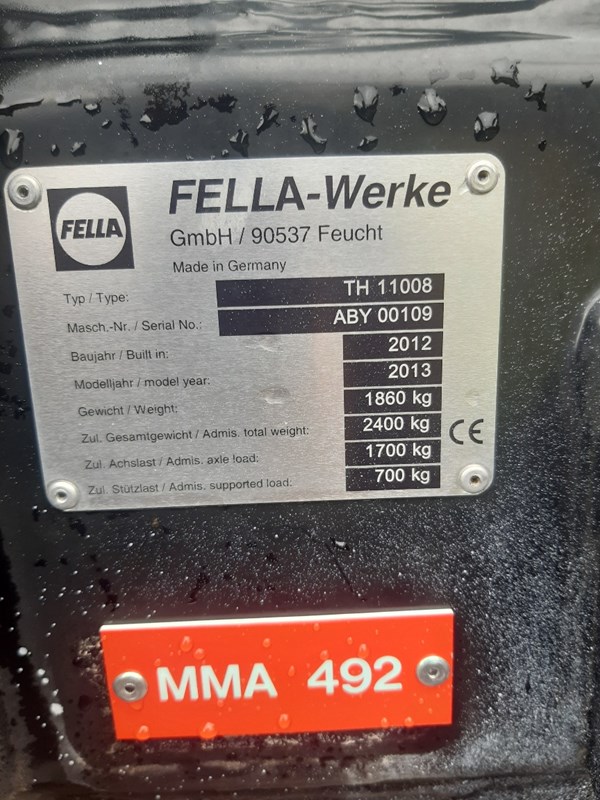 FELLA
FELLA-Werke
GmbH / 90537 Feucht
Made in Germany
Typ / Type: TH 11008
Masch.-Nr. / Serial No.: ABY 00109
Baujahr / Built in: 2012
Modelljahr / model year: 2013
Gewicht / Weight: 1860 kg
Zul. Gesamtgewicht / Admis. total weight: 2400 kg
Zul. Achslast / Admis. axle load: 1700 kg
Zul. Stützlast / Admis. supported load: 700 kg
CE
MMA 492